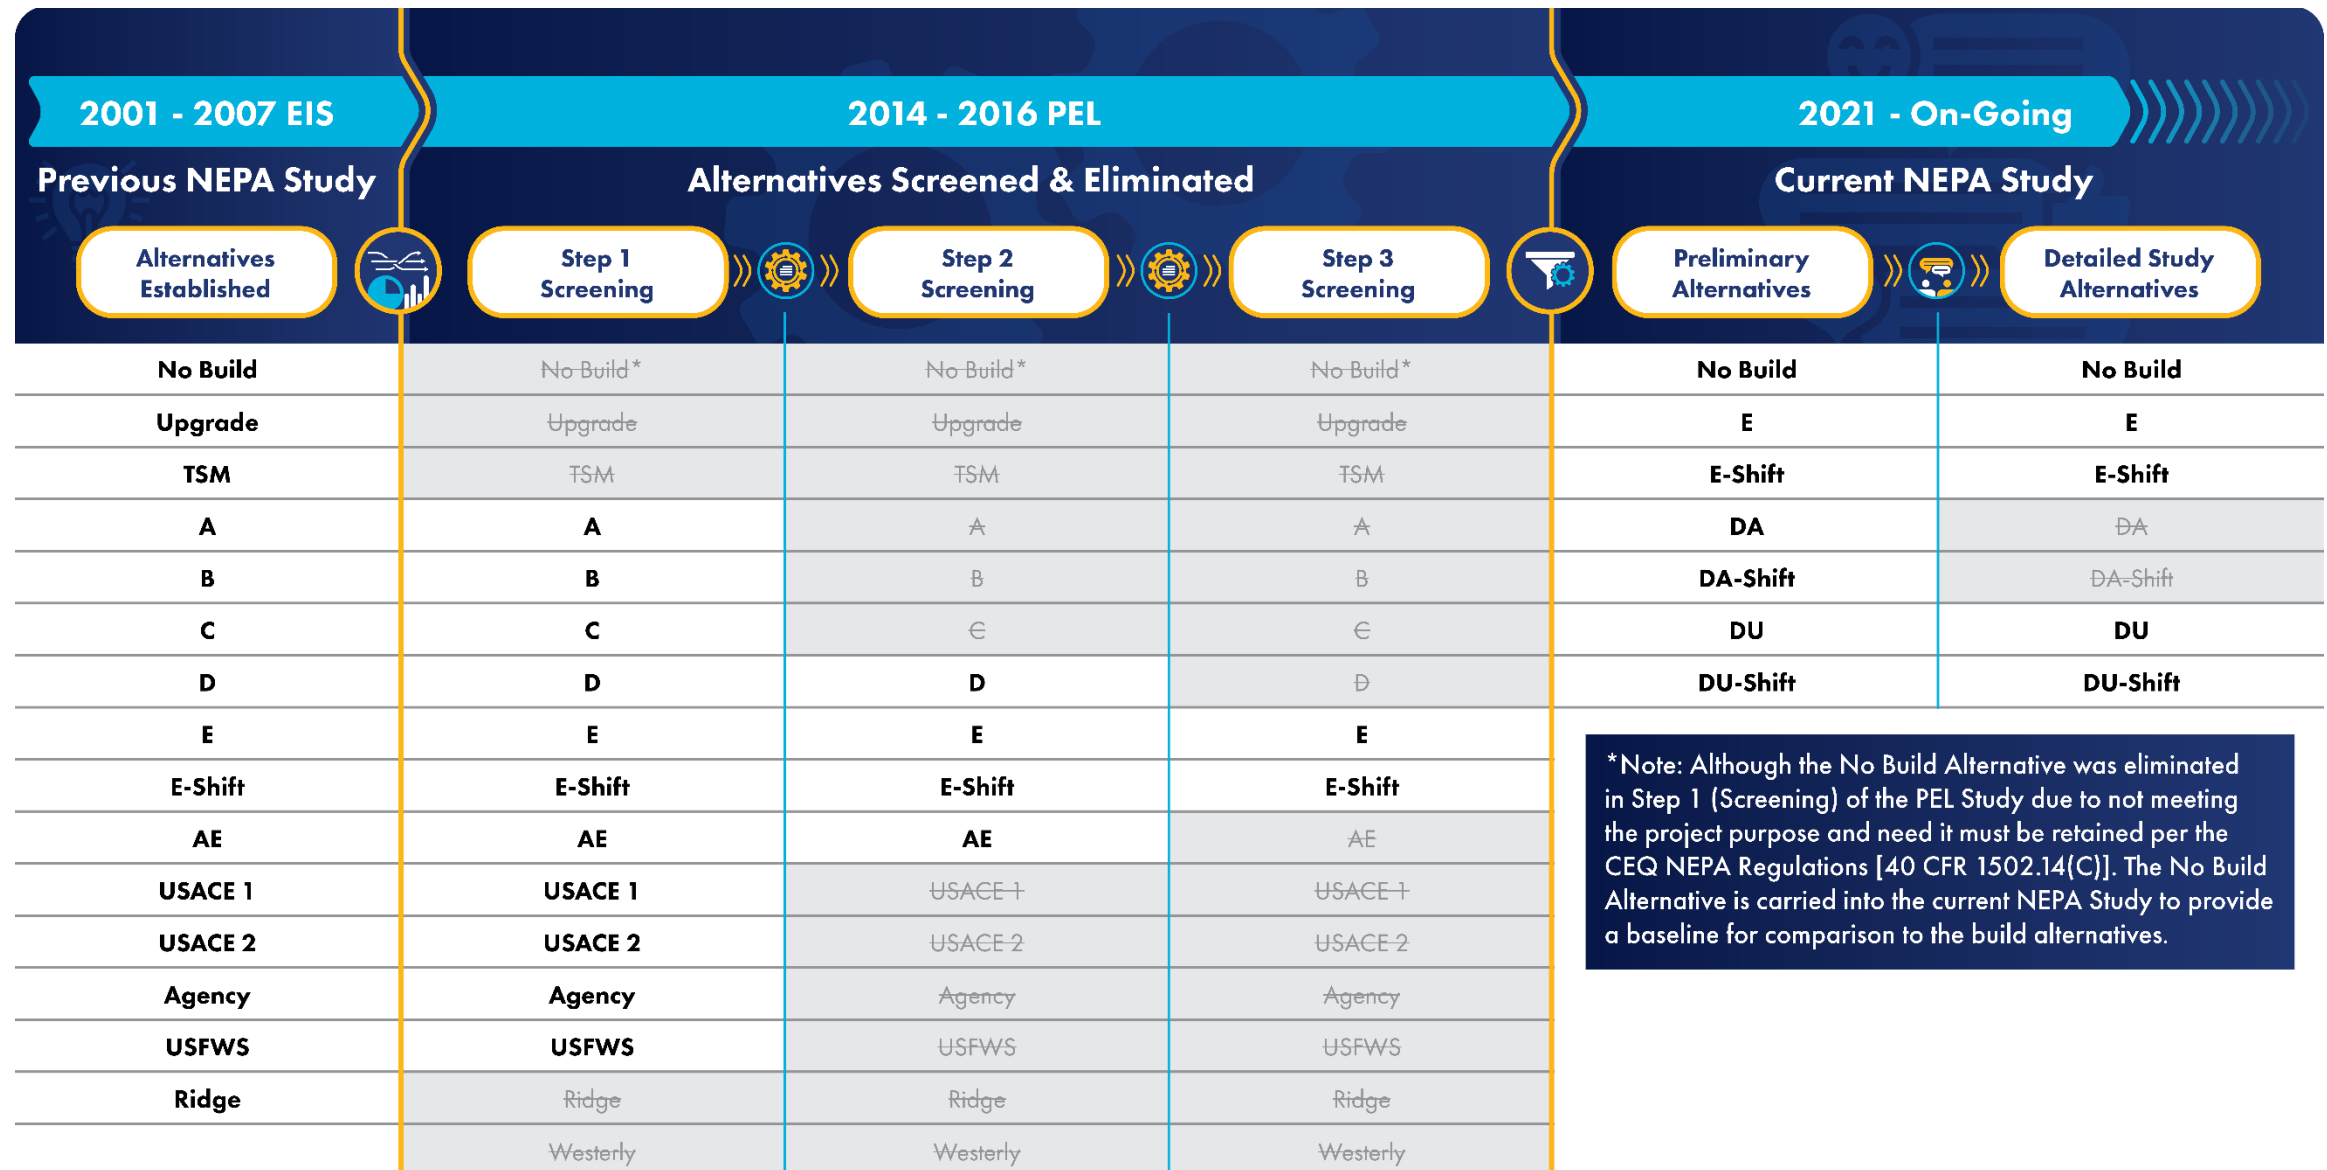 2001 - 2007 EIS
2014 - 2016 PEL
2021 - On-Going
Previous NEPA Study
Alternatives Screened & Eliminated
Current NEPA Study
Alternatives
Established
Step 1
Screening
Step 2
Screening
Step 3
Screening
Preliminary
Alternatives
Detailed Study
Alternatives
No Build No Build* No Build* No Build* No Build No Build
Upgrade Upgrade Upgrade Upgrade E E
TSM TSM TSM TSM E-Shift E-Shift
A A A A DA DA
B B B B DA-Shift DA-Shift
C C C C DU DU
D D D D DU-Shift DU-Shift
E E E E
E-Shift E-Shift E-Shift E-Shift
AE AE AE AE
USACE 1 USACE 1 USACE 1 USACE 1
USACE 2 USACE 2 USACE 2 USACE 2
Agency Agency Agency Agency
USFWS USFWS USFWS USFWS
Ridge Ridge Ridge Ridge
Westerly Westerly Westerly
*Note: Although the No Build Alternative was eliminated
in Step 1 (Screening) of the PEL Study due to not meeting
the project purpose and need it must be retained per the
CEQ NEPA Regulations [40 CFR 1502.14(C)]. The No Build
Alternative is carried into the current NEPA Study to provide
a baseline for comparison to the build alternatives.